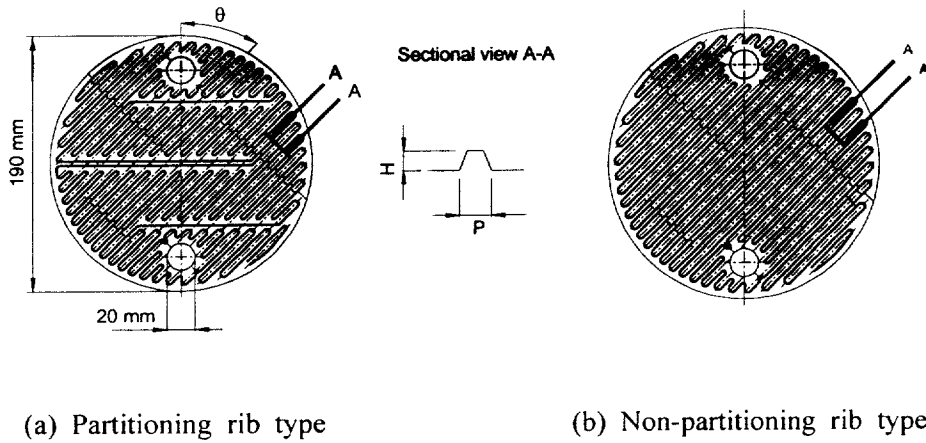 θ
Sectional view A-A
A
A
A
A
190 mm
H
P
20 mm
(a) Partitioning rib type
(b) Non-partitioning rib type